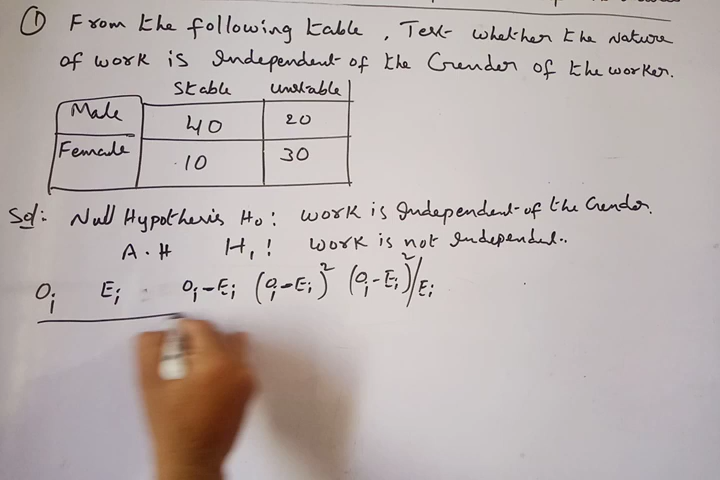 ① From the following table, Test whether the Nature
of work is Independent of the Gender of the worker.
Stable Unstable
Male 40 20
Female 10 30
Sol: Null Hypothesis H₀: work is Independent of the Gender.
A.H H₁: work is not Independent..
Oᵢ Eᵢ Oᵢ-Eᵢ (Oᵢ-Eᵢ)² (Oᵢ-Eᵢ)²/Eᵢ